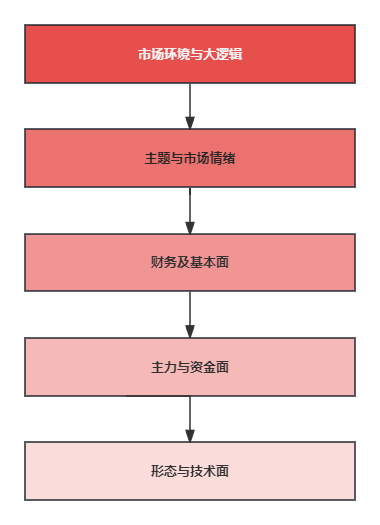 市场环境与大逻辑
主题与市场情绪
财务及基本面
主力与资金面
形态与技术面